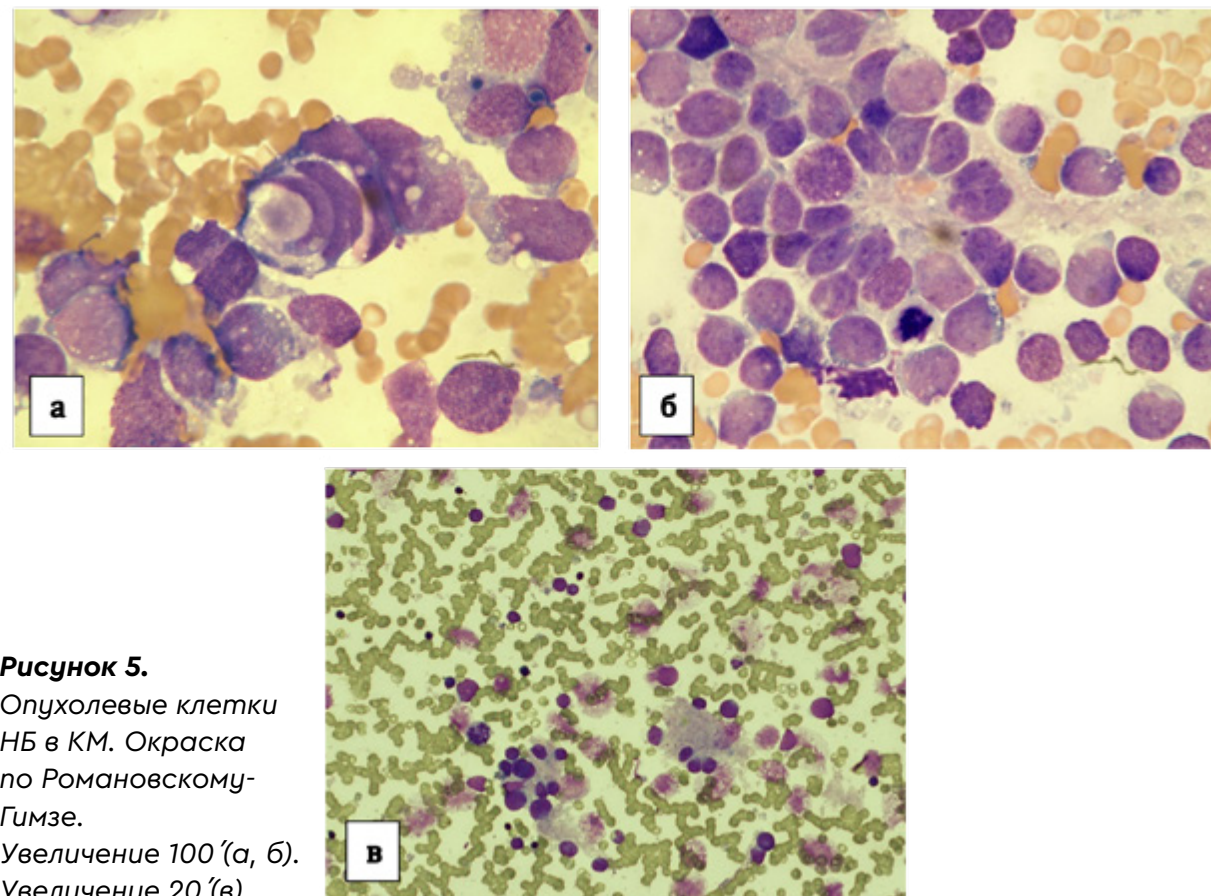 а
б
в
Рисунок 5.
Опухолевые клетки
НБ в КМ. Окраска
по Романовскому-
Гимзе.
Увеличение 100 ́(а, б).
Увеличение 20 ́(в)